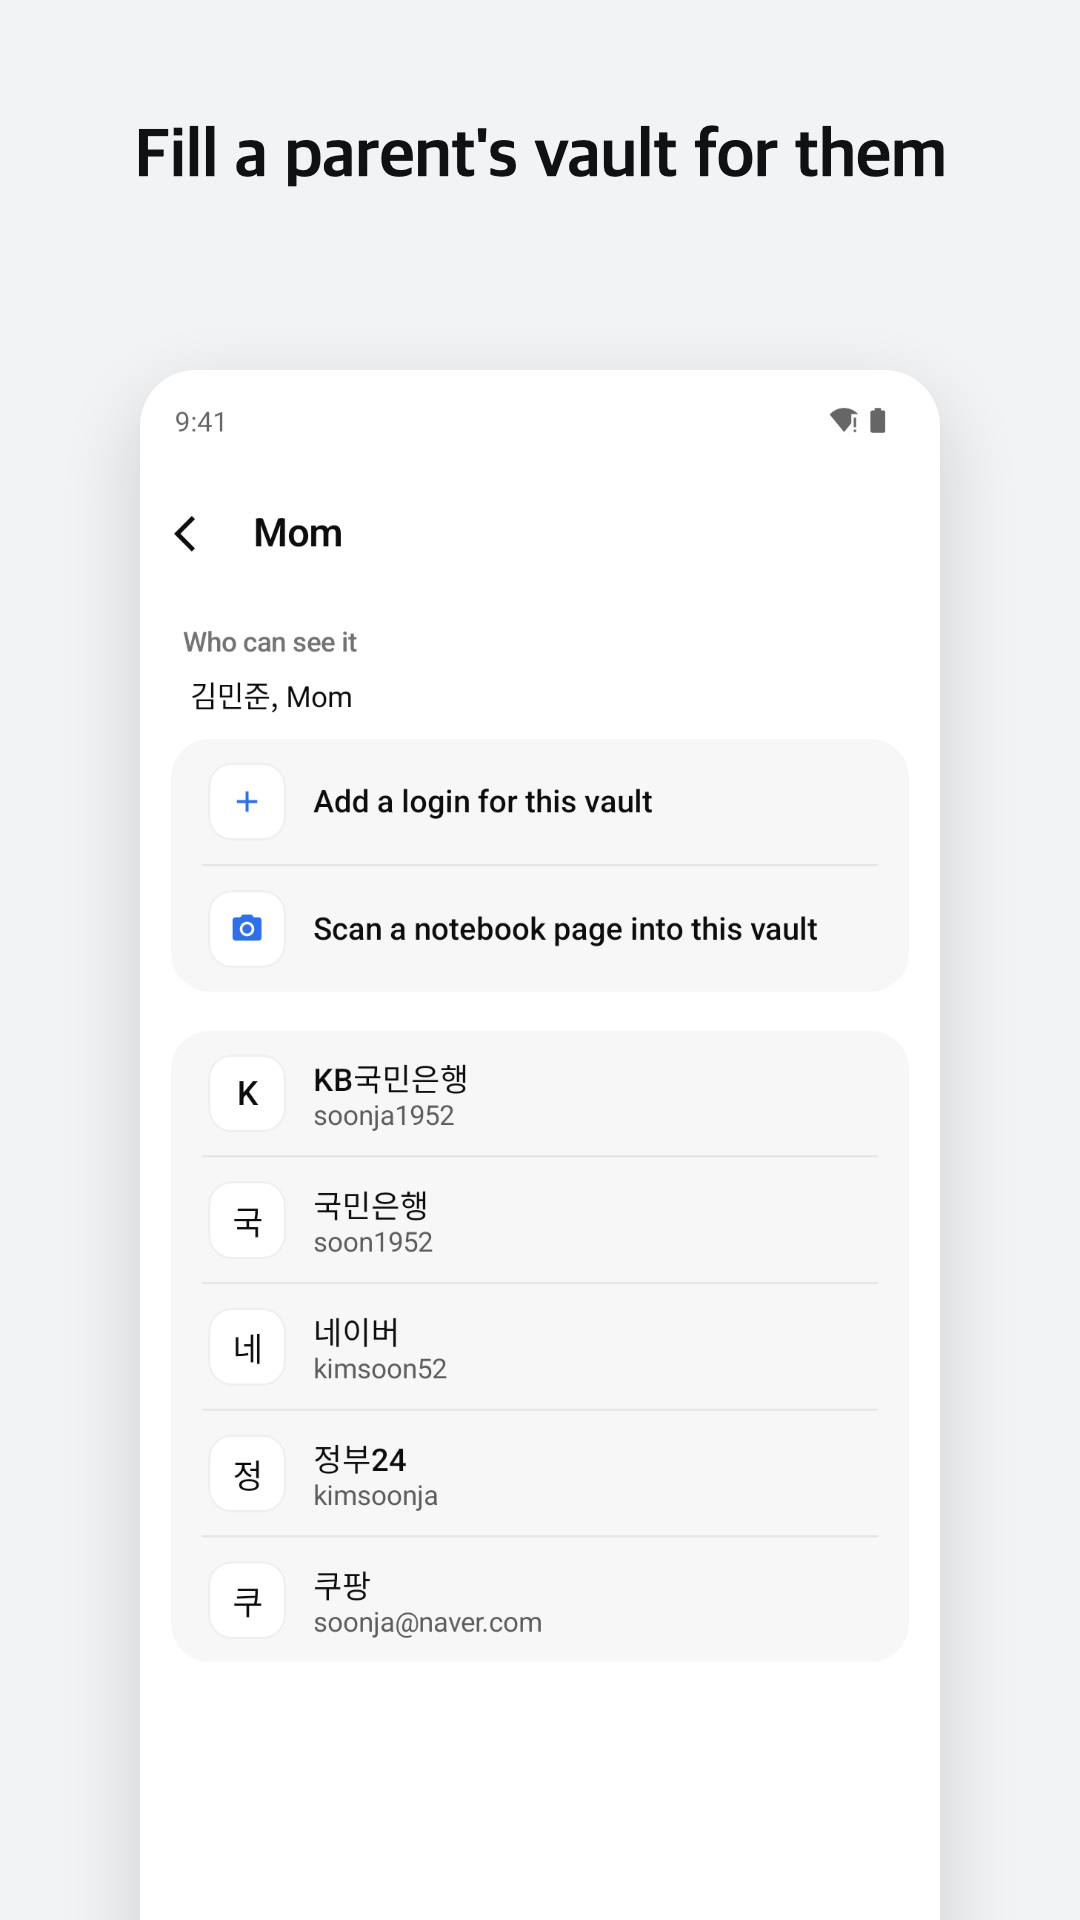 Fill a parent's vault for them
9:41
Mom
Who can see it
김민준, Mom
+
Add a login for this vault
Scan a notebook page into this vault
K
KB국민은행
soonja1952
국
국민은행
soon1952
네
네이버
kimsoon52
정
정부24
kimsoonja
쿠
쿠팡
soonja@naver.com